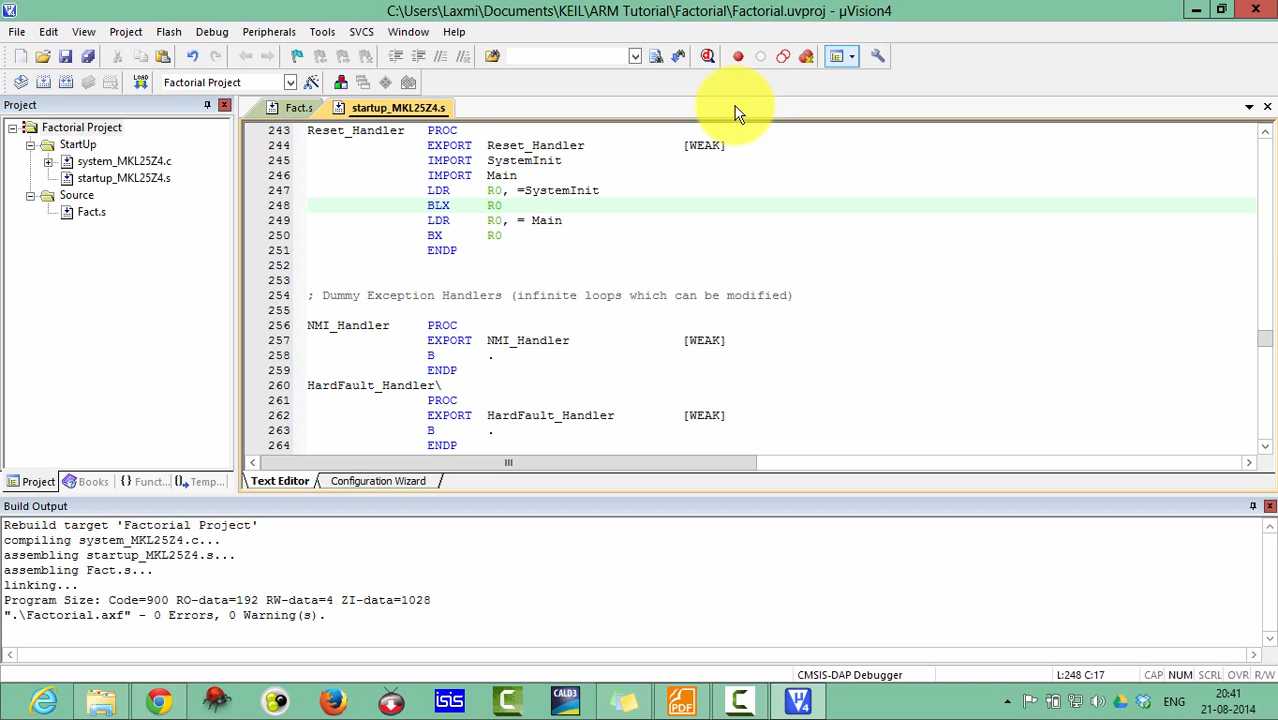 C:\Users\Laxmi\Documents\KEIL\ARM Tutorial\Factorial\Factorial.uvproj - µVision4
File Edit View Project Flash Debug Peripherals Tools SVCS Window Help
LOAD Factorial Project
Project
Fact.s startup_MKL25Z4.s
Factorial Project
StartUp
system_MKL25Z4.c
startup_MKL25Z4.s
Source
Fact.s
243 Reset_Handler PROC
244 EXPORT Reset_Handler [WEAK]
245 IMPORT SystemInit
246 IMPORT Main
247 LDR R0, =SystemInit
248 BLX R0
249 LDR R0, = Main
250 BX R0
251 ENDP
252
253
254 ; Dummy Exception Handlers (infinite loops which can be modified)
255
256 NMI_Handler PROC
257 EXPORT NMI_Handler [WEAK]
258 B .
259 ENDP
260 HardFault_Handler\
261 PROC
262 EXPORT HardFault_Handler [WEAK]
263 B .
264 ENDP
Project Books {} Funct... Temp...
Text Editor Configuration Wizard
Build Output
Rebuild target 'Factorial Project'
compiling system_MKL25Z4.c...
assembling startup_MKL25Z4.s...
assembling Fact.s...
linking...
Program Size: Code=900 RO-data=192 RW-data=4 ZI-data=1028
".\Factorial.axf" - 0 Errors, 0 Warning(s).
CMSIS-DAP Debugger L:248 C:17 CAP NUM SCRL OVR R/W
isis CALD3 PDF
ENG
20:41
21-08-2014